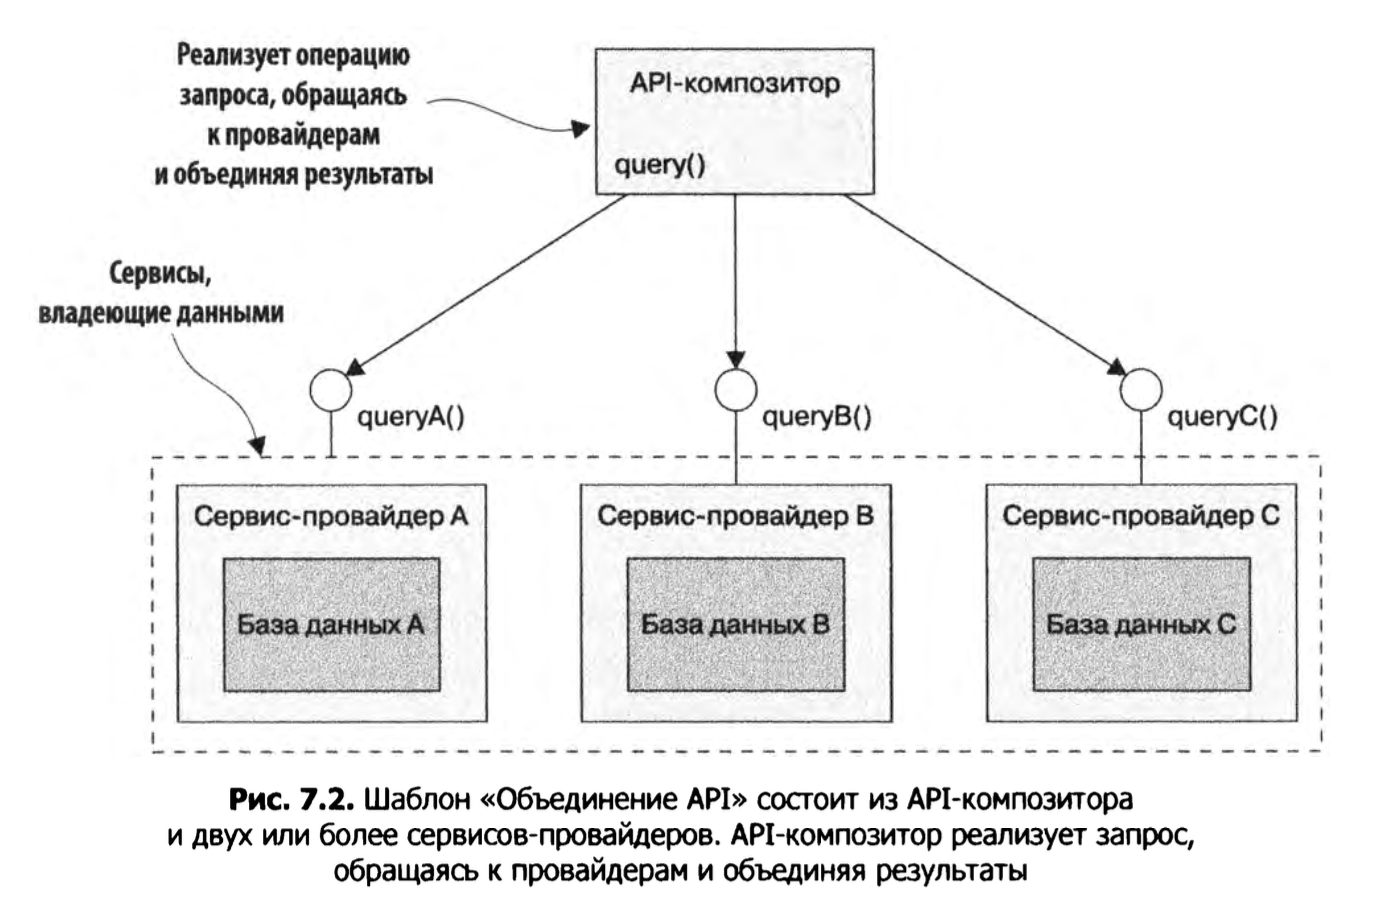 Реализует операцию
запроса, обращаясь
к провайдерам
и объединяя результаты
API-композитор
query()
Сервисы,
владеющие данными
queryA()
queryB()
queryC()
Сервис-провайдер A
Сервис-провайдер B
Сервис-провайдер C
База данных A
База данных B
База данных C
Рис. 7.2. Шаблон «Объединение API» состоит из API-композитора
и двух или более сервисов-провайдеров. API-композитор реализует запрос,
обращаясь к провайдерам и объединяя результаты